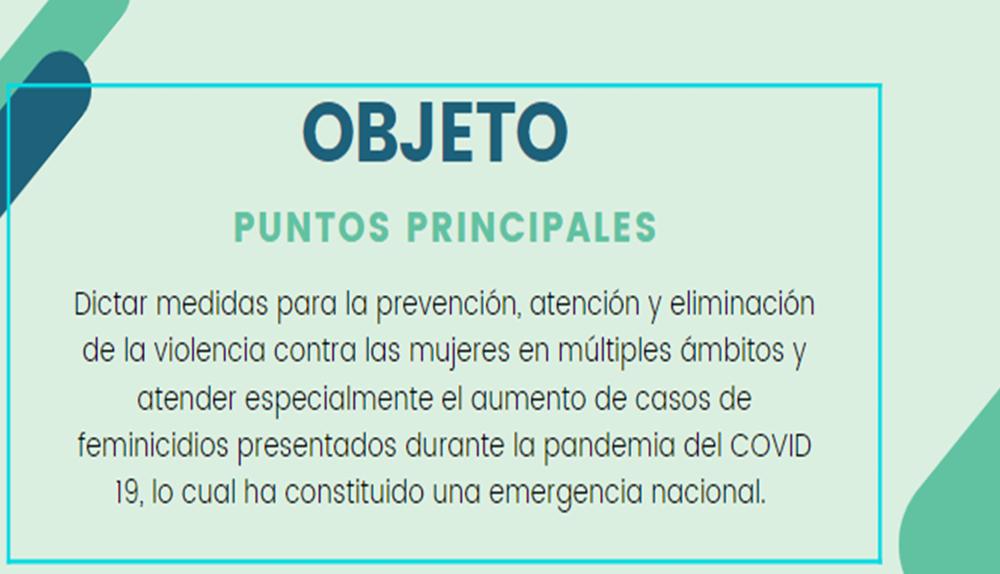 OBJETO
PUNTOS PRINCIPALES
Dictar medidas para la prevención, atención y eliminación
de la violencia contra las mujeres en múltiples ámbitos y
atender especialmente el aumento de casos de
feminicidios presentados durante la pandemia del COVID
19, lo cual ha constituido una emergencia nacional.